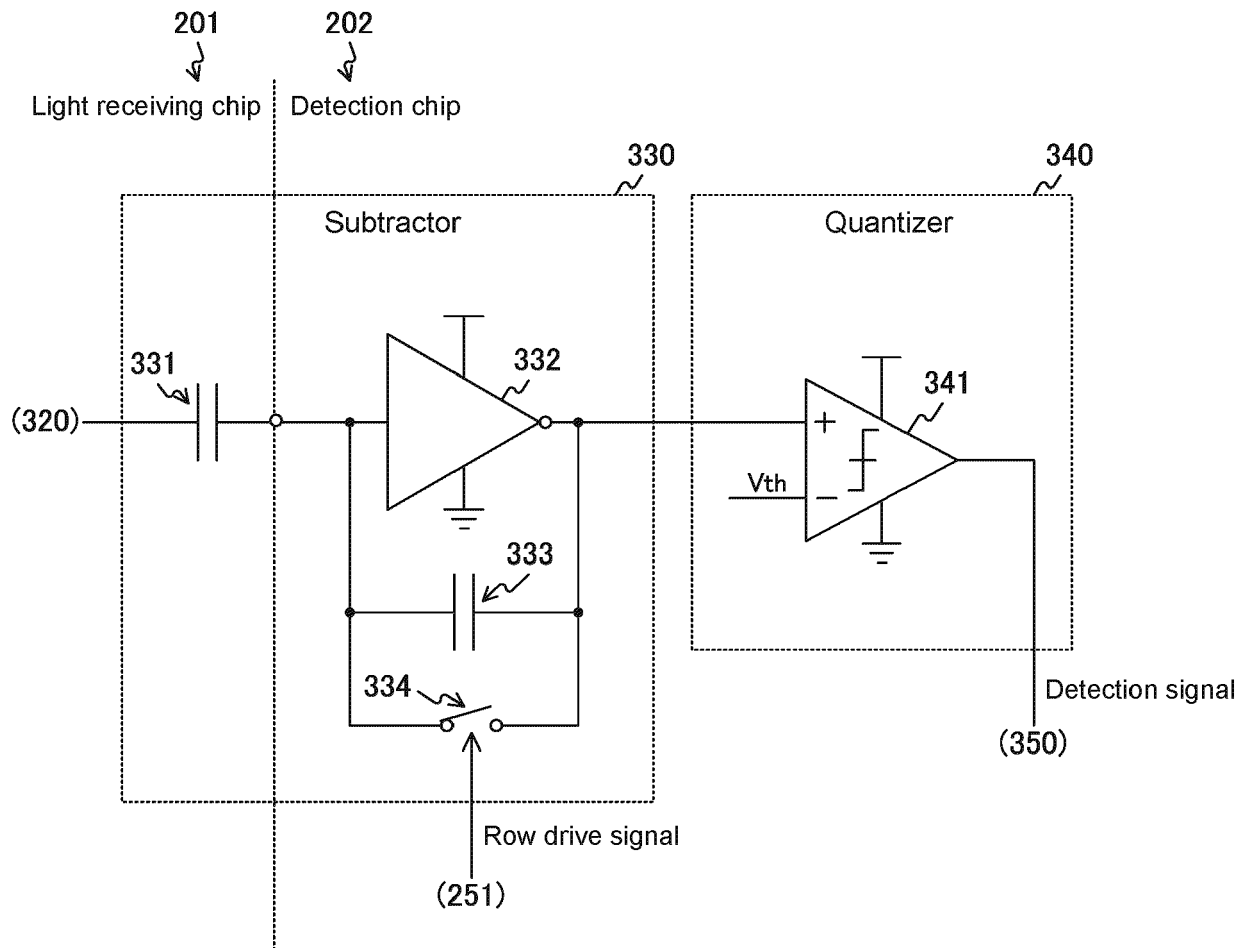 201
202
Light receiving chip
Detection chip
330
340
Subtractor
Quantizer
331
332
341
(320)
+
Vth
−
333
334
Detection signal
(350)
Row drive signal
(251)